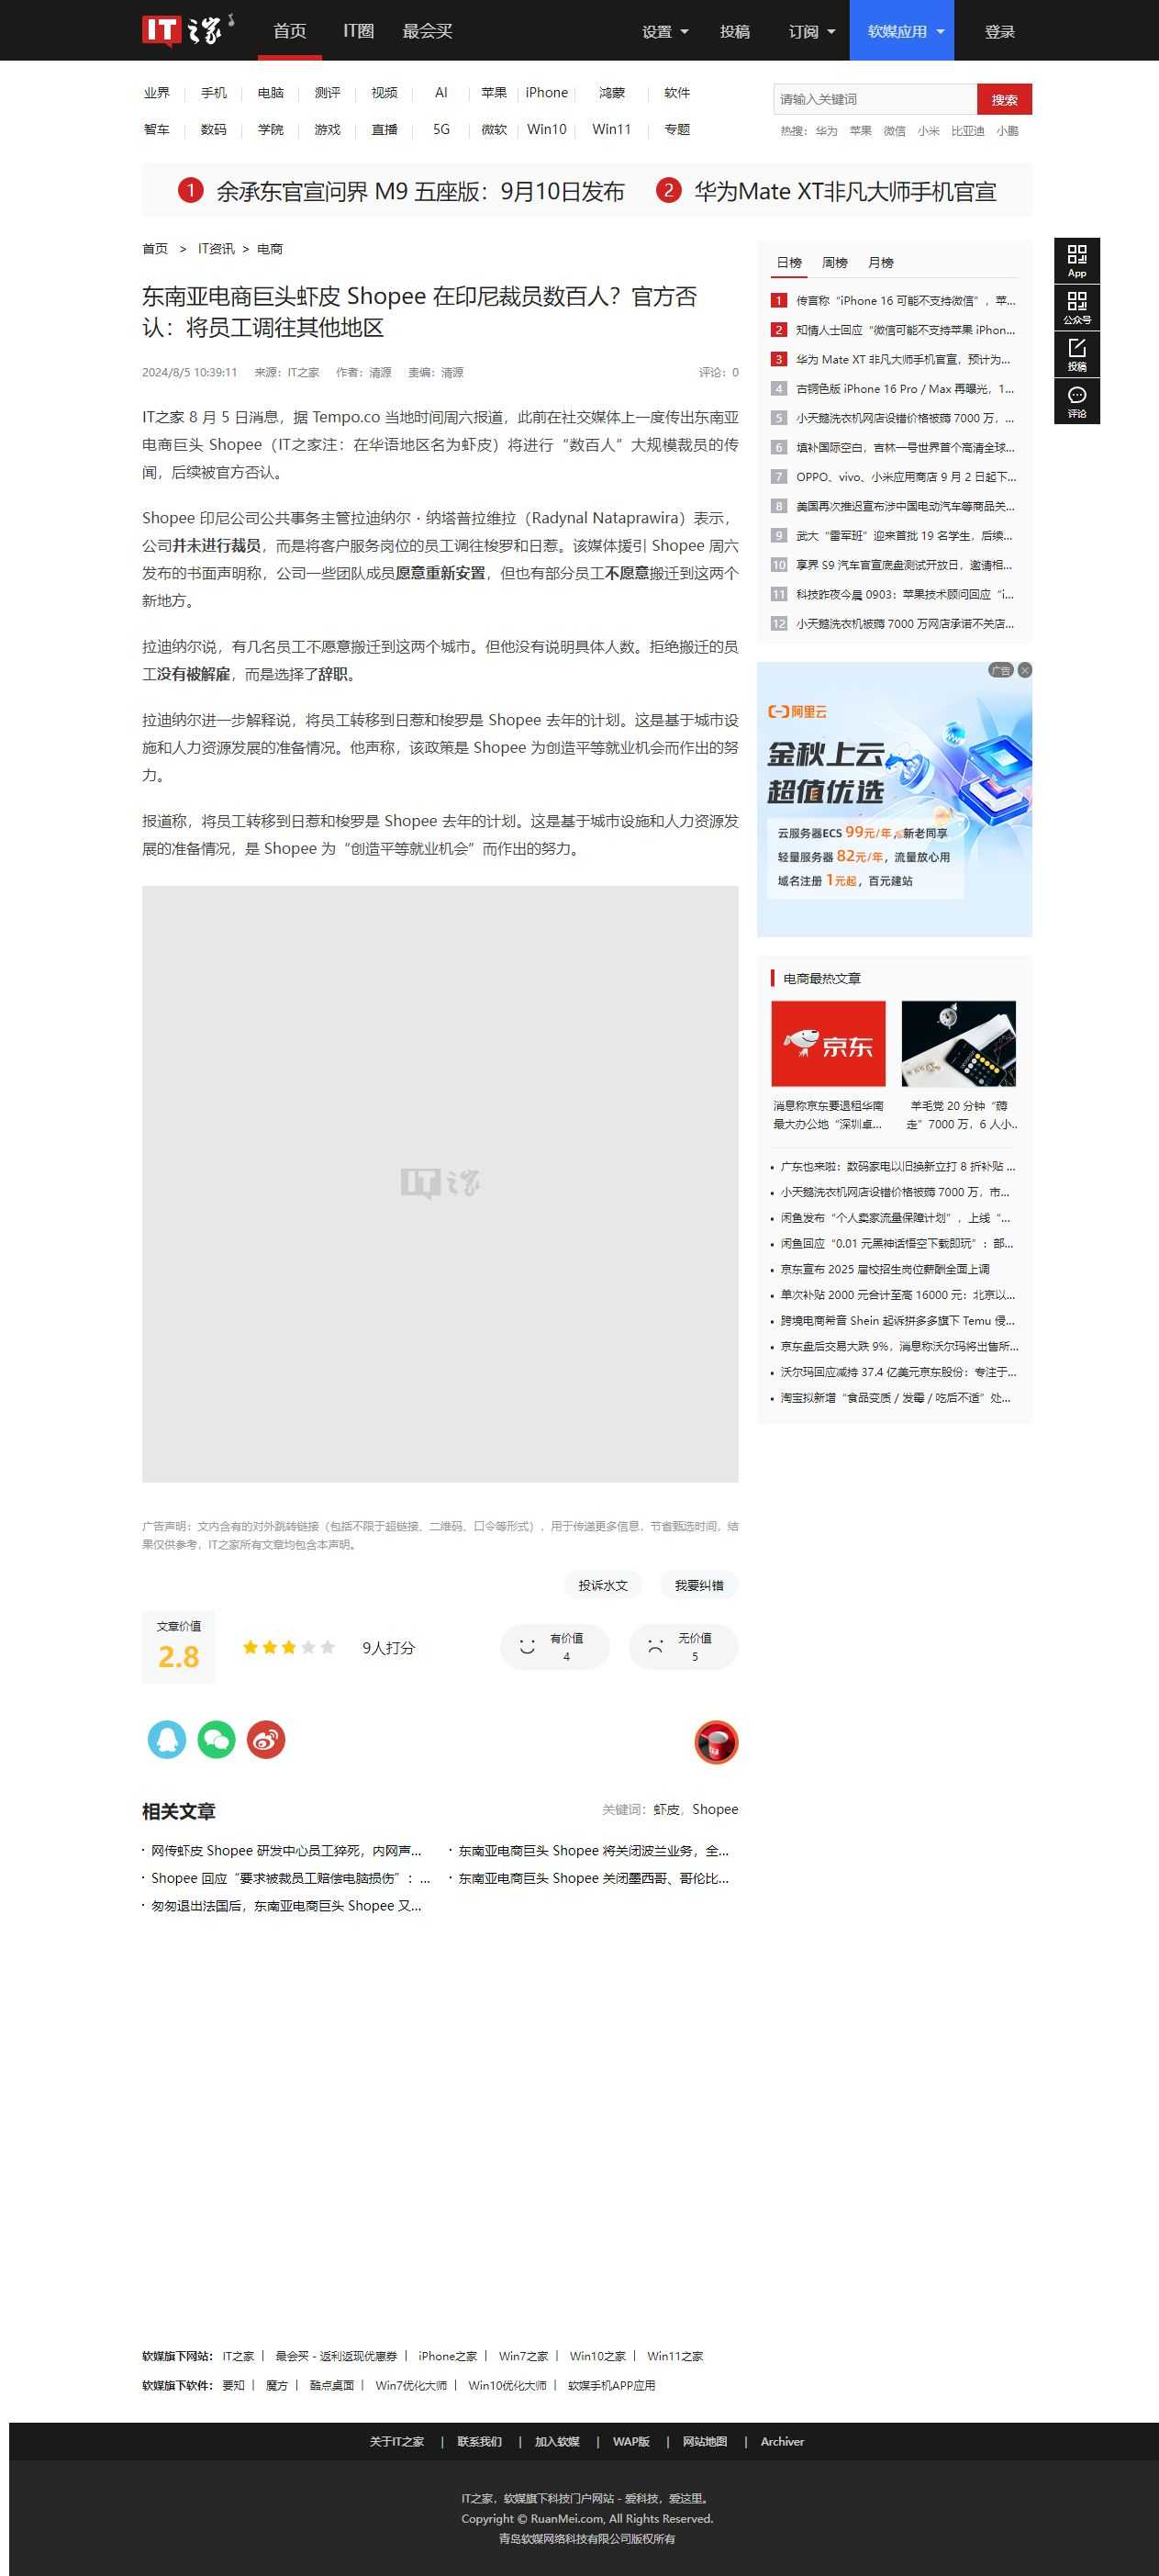 IT之家
首页 IT圈 最会买 设置 投稿 订阅 软媒应用 登录
业界 手机 电脑 测评 视频 AI 苹果 iPhone 鸿蒙 软件
智车 数码 学院 游戏 直播 5G 微软 Win10 Win11 专题
请输入关键词 搜索
热搜：华为 苹果 微信 小米 比亚迪 小鹏
1 余承东官宣问界 M9 五座版：9月10日发布 2 华为Mate XT非凡大师手机官宣
首页 > IT资讯 > 电商
东南亚电商巨头虾皮 Shopee 在印尼裁员数百人？官方否
认：将员工调往其他地区
2024/8/5 10:39:11 来源：IT之家 作者：清源 责编：清源 评论：0
IT之家 8 月 5 日消息，据 Tempo.co 当地时间周六报道，此前在社交媒体上一度传出东南亚
电商巨头 Shopee（IT之家注：在华语地区名为虾皮）将进行“数百人”大规模裁员的传
闻，后续被官方否认。
Shopee 印尼公司公共事务主管拉迪纳尔 · 纳塔普拉维拉（Radynal Nataprawira）表示，
公司并未进行裁员，而是将客户服务岗位的员工调往梭罗和日惹。该媒体援引 Shopee 周六
发布的书面声明称，公司一些团队成员愿意重新安置，但也有部分员工不愿意搬迁到这两个
新地方。
拉迪纳尔说，有几名员工不愿意搬迁到这两个城市。但他没有说明具体人数。拒绝搬迁的员
工没有被解雇，而是选择了辞职。
拉迪纳尔进一步解释说，将员工转移到日惹和梭罗是 Shopee 去年的计划。这是基于城市设
施和人力资源发展的准备情况。他声称，该政策是 Shopee 为创造平等就业机会而作出的努
力。
报道称，将员工转移到日惹和梭罗是 Shopee 去年的计划。这是基于城市设施和人力资源发
展的准备情况，是 Shopee 为“创造平等就业机会”而作出的努力。
IT之家
广告声明：文内含有的对外跳转链接（包括不限于超链接、二维码、口令等形式），用于传递更多信息，节省甄选时间，结
果仅供参考，IT之家所有文章均包含本声明。
投诉水文 我要纠错
文章价值
2.8
9人打分
有价值
4
无价值
5
相关文章 关键词：虾皮，Shopee
· 网传虾皮 Shopee 研发中心员工猝死，内网声...
· 东南亚电商巨头 Shopee 将关闭波兰业务，全...
· Shopee 回应“要求被裁员工赔偿电脑损伤”：...
· 东南亚电商巨头 Shopee 关闭墨西哥、哥伦比...
· 匆匆退出法国后，东南亚电商巨头 Shopee 又...
日榜 周榜 月榜
1 传言称“iPhone 16 可能不支持微信”，苹...
2 知情人士回应“微信可能不支持苹果 iPhon...
3 华为 Mate XT 非凡大师手机官宣，预计为...
4 古铜色版 iPhone 16 Pro / Max 再曝光，1...
5 小天鹅洗衣机网店设错价格被薅 7000 万，...
6 填补国际空白，吉林一号世界首个高清全球...
7 OPPO、vivo、小米应用商店 9 月 2 日起下...
8 美国再次推迟宣布涉中国电动汽车等商品关...
9 武大“雷军班”迎来首批 19 名学生，后续...
10 享界 S9 汽车官宣底盘测试开放日，邀请相...
11 科技昨夜今晨 0903：苹果技术顾问回应“i...
12 小天鹅洗衣机被薅 7000 万网店承诺不关店...
广告
阿里云
金秋上云
超值优选
云服务器ECS 99元/年，新老同享
轻量服务器 82元/年，流量放心用
域名注册 1元起，百元建站
电商最热文章
京东
消息称京东要退租华南
最大办公地“深圳卓...
羊毛党 20 分钟“薅
走”7000 万，6 人小..
• 广东也来啦：数码家电以旧换新立打 8 折补贴 ...
• 小天鹅洗衣机网店设错价格被薅 7000 万，市...
• 闲鱼发布“个人卖家流量保障计划”，上线“...
• 闲鱼回应“0.01 元黑神话悟空下载即玩”：部...
• 京东宣布 2025 届校招生岗位薪酬全面上调
• 单次补贴 2000 元合计至高 16000 元：北京以...
• 跨境电商希音 Shein 起诉拼多多旗下 Temu 侵...
• 京东盘后交易大跌 9%，消息称沃尔玛将出售所...
• 沃尔玛回应减持 37.4 亿美元京东股份：专注于...
• 淘宝拟新增“食品变质 / 发霉 / 吃后不适”处...
App
公众号
投稿
评论
软媒旗下网站： IT之家 | 最会买 - 返利返现优惠券 | iPhone之家 | Win7之家 | Win10之家 | Win11之家
软媒旗下软件： 要知 | 魔方 | 酷点桌面 | Win7优化大师 | Win10优化大师 | 软媒手机APP应用
关于IT之家 | 联系我们 | 加入软媒 | WAP版 | 网站地图 | Archiver
IT之家，软媒旗下科技门户网站 - 爱科技，爱这里。
Copyright © RuanMei.com, All Rights Reserved.
青岛软媒网络科技有限公司版权所有